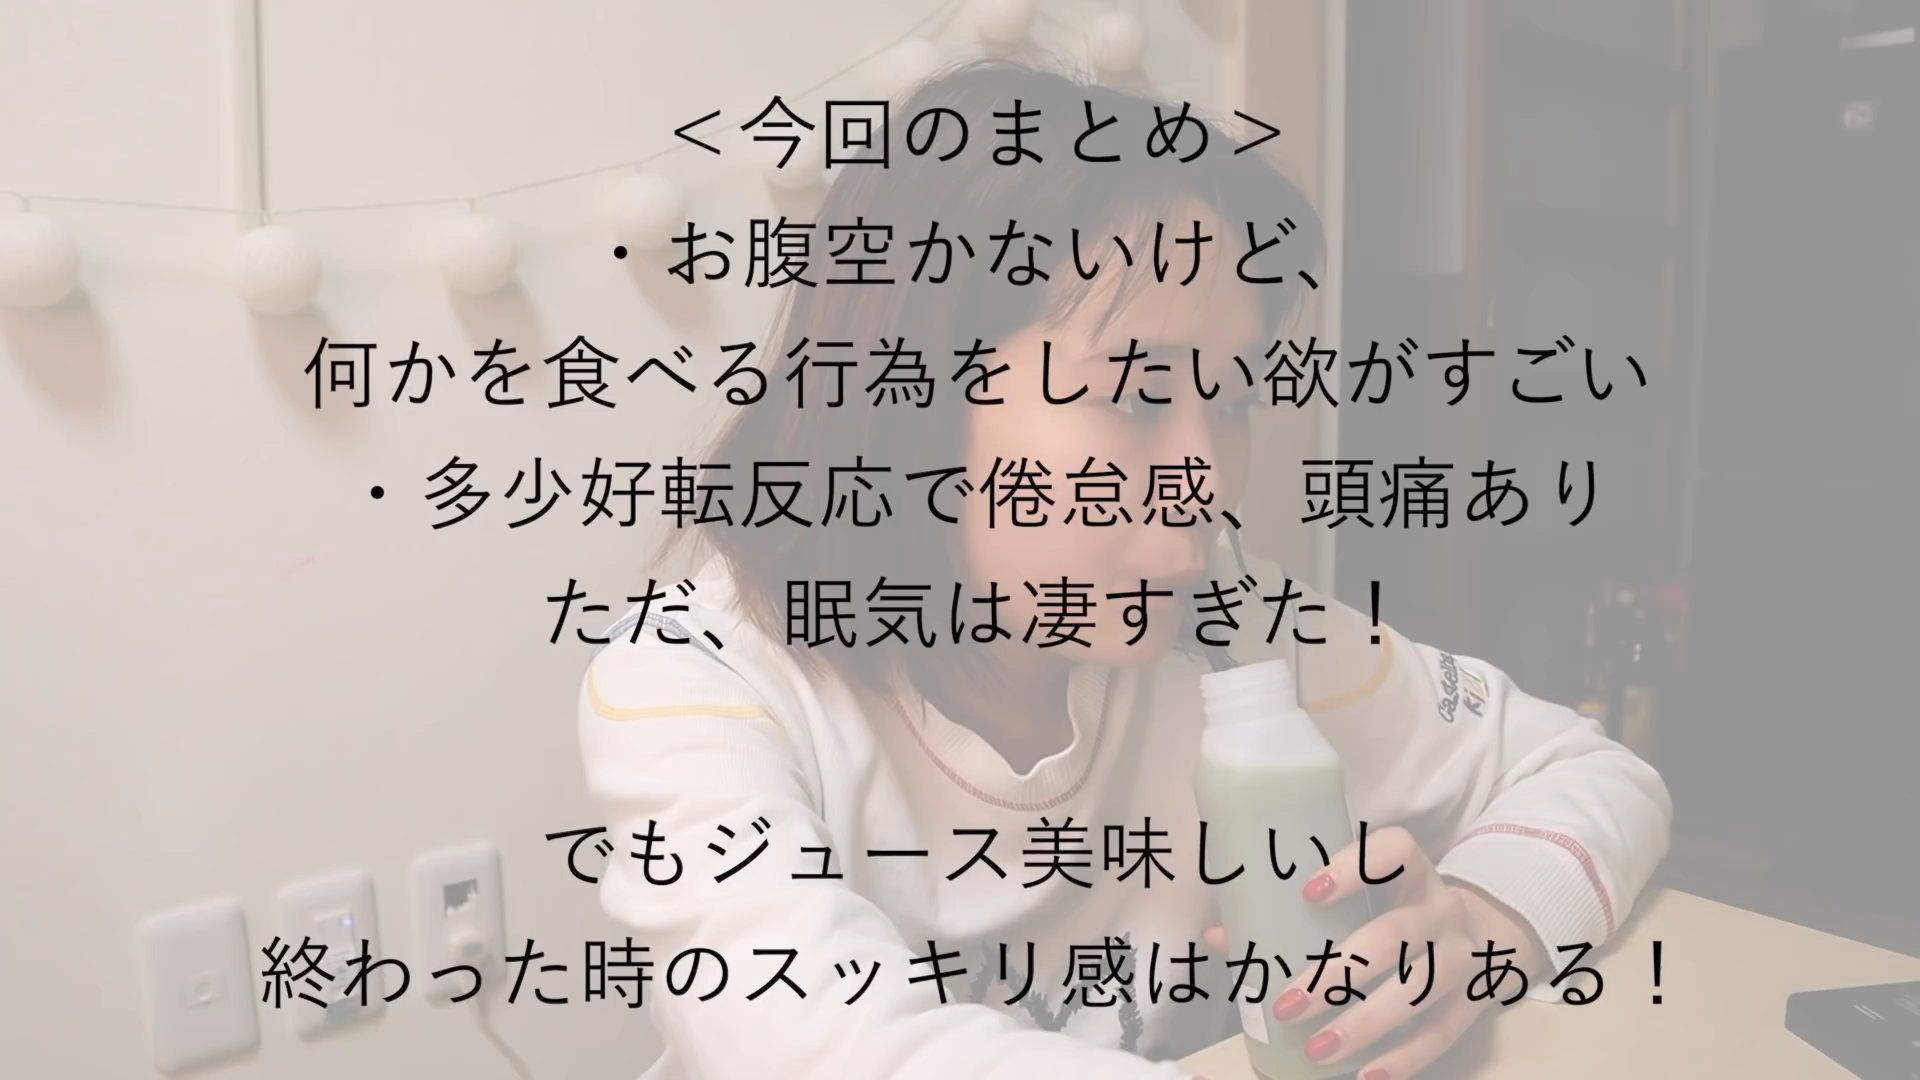 ＜今回のまとめ＞
・お腹空かないけど、
何かを食べる行為をしたい欲がすごい
・多少好転反応で倦怠感、頭痛あり
ただ、眠気は凄すぎた！
でもジュース美味しいし
終わった時のスッキリ感はかなりある！